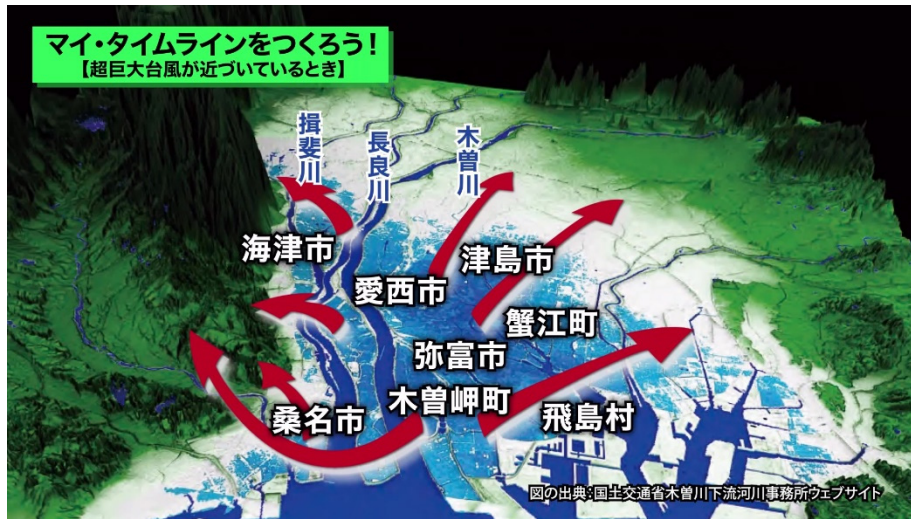 マイ・タイムラインをつくろう！
【超巨大台風が近づいているとき】
揖斐川
長良川
木曽川
海津市
津島市
愛西市
蟹江町
弥富市
木曽岬町
桑名市
飛島村
図の出典：国土交通省木曽川下流河川事務所ウェブサイト